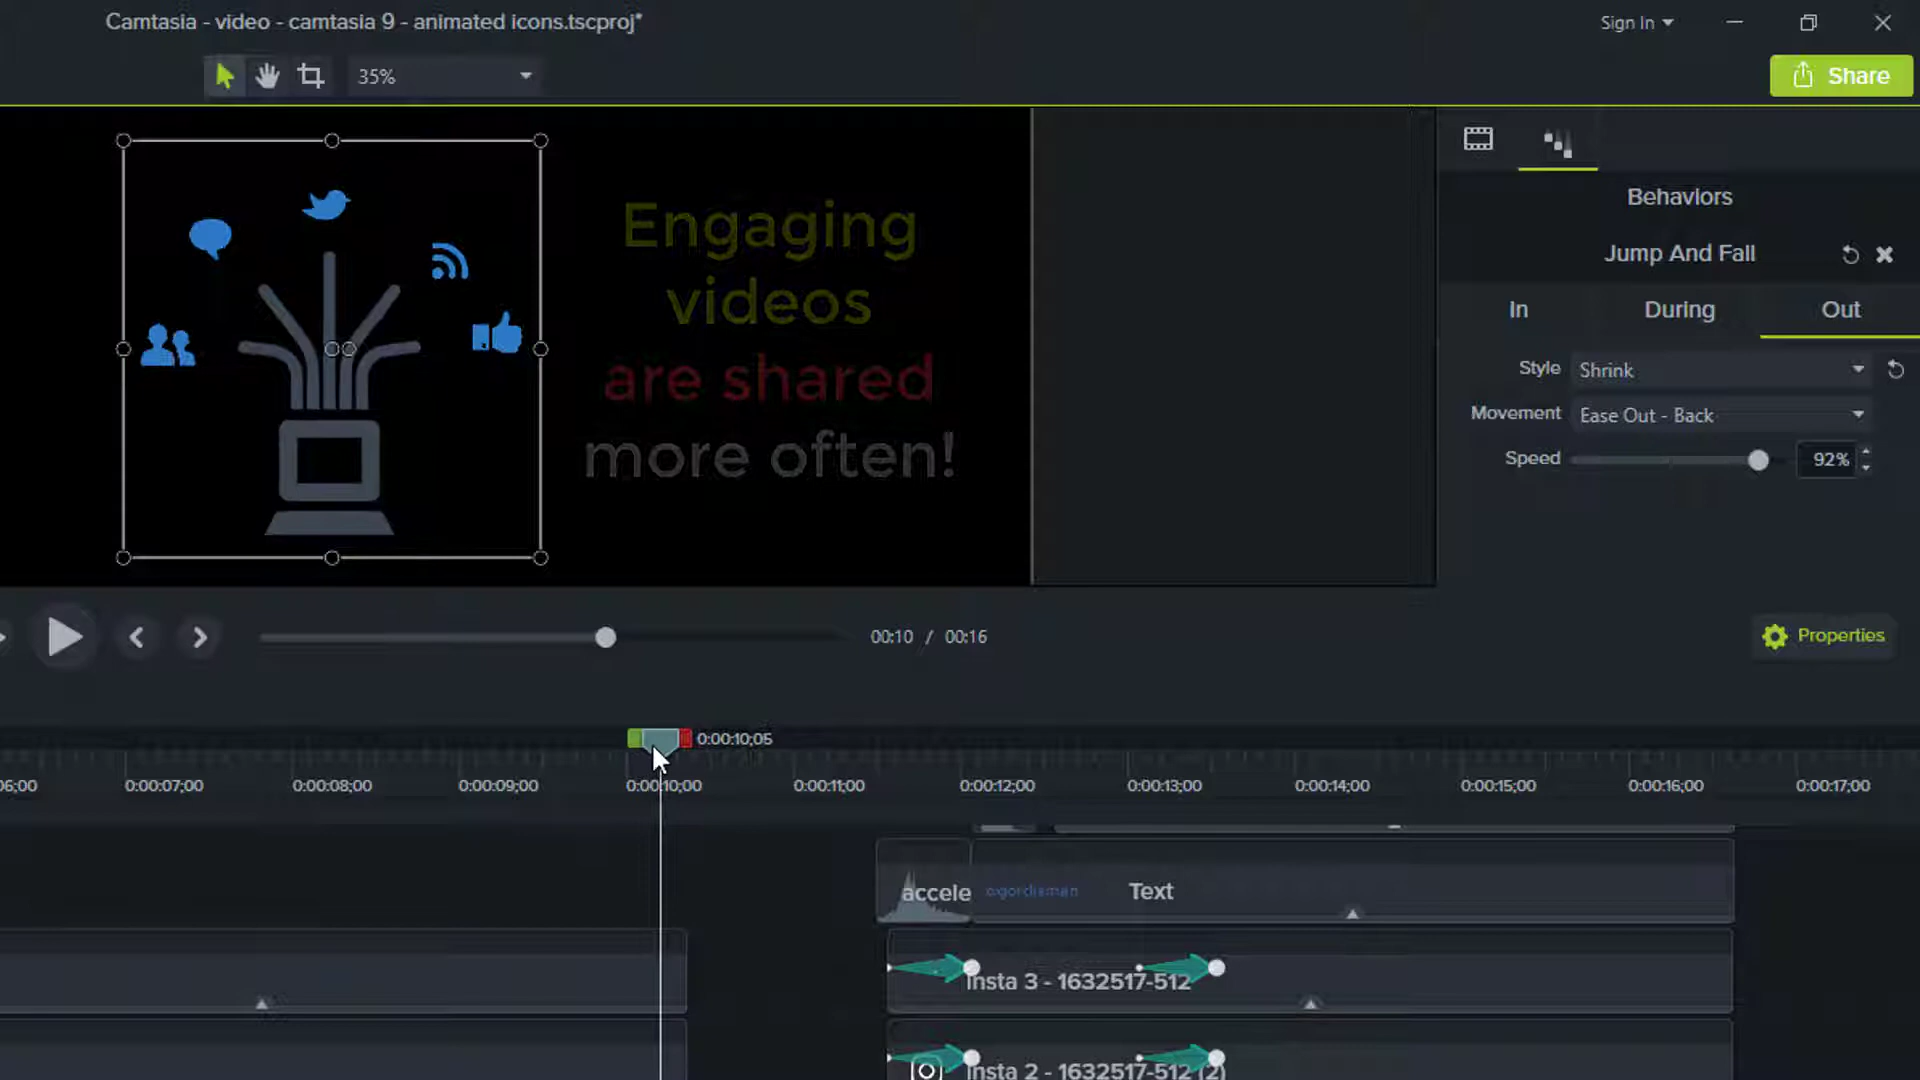 Camtasia - video - camtasia 9 - animated icons.tscproj*
Sign In
35%
Share
Engaging
videos
are shared
more often!
Behaviors
Jump And Fall
In During Out
Style Shrink
Movement Ease Out - Back
Speed 92%
00:10 / 00:16
Properties
0:00:10;05
06;00 0:00:07;00 0:00:08;00 0:00:09;00 0:00:10;00 0:00:11;00 0:00:12;00 0:00:13;00 0:00:14;00 0:00:15;00 0:00:16;00 0:00:17;00
accele Text
Insta 3 - 1632517-512
Insta 2 - 1632517-512 (2)